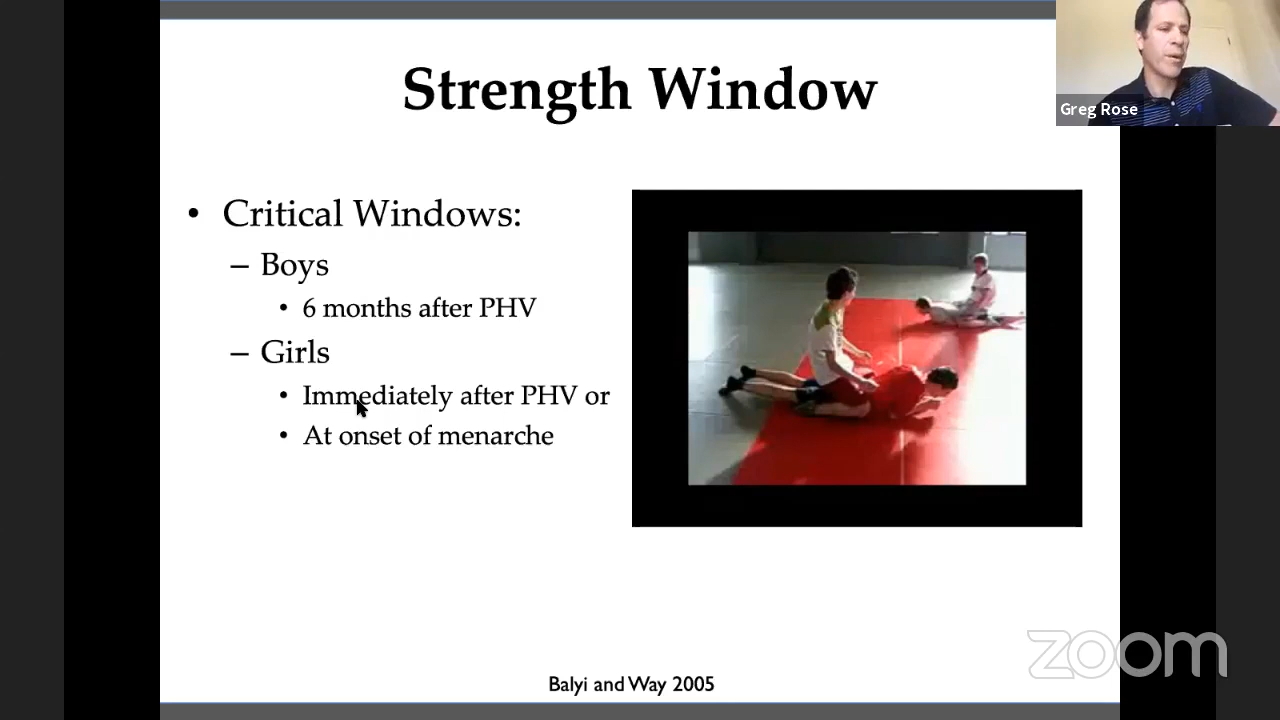 Strength Window
Greg Rose
• Critical Windows:
– Boys
• 6 months after PHV
– Girls
• Immediately after PHV or
• At onset of menarche
zoom
Balyi and Way 2005